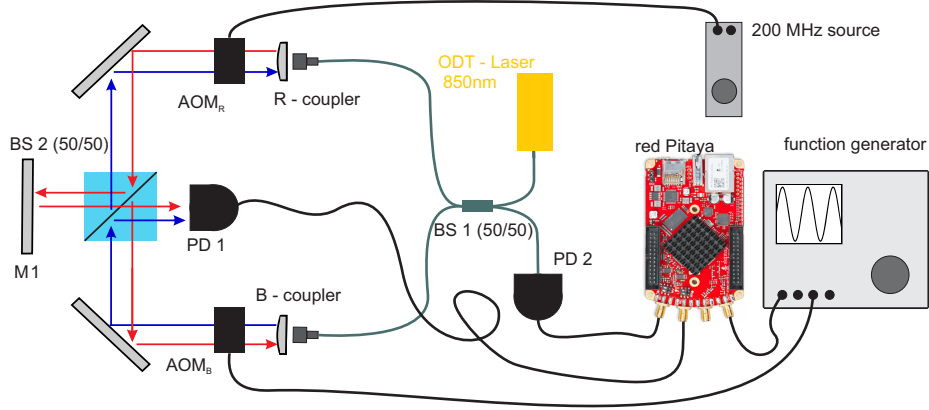 200 MHz source
ODT - Laser
850nm
AOM_R
R - coupler
BS 2 (50/50)
red Pitaya
function generator
BS 1 (50/50)
PD 1
PD 2
M1
B - coupler
AOM_B